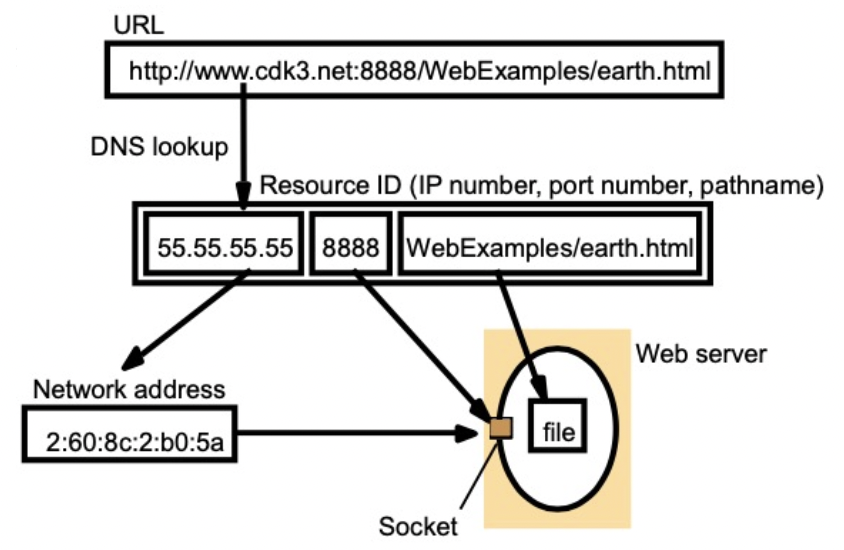 URL
http://www.cdk3.net:8888/WebExamples/earth.html
DNS lookup
Resource ID (IP number, port number, pathname)
55.55.55.55
8888
WebExamples/earth.html
Web server
Network address
2:60:8c:2:b0:5a
file
Socket